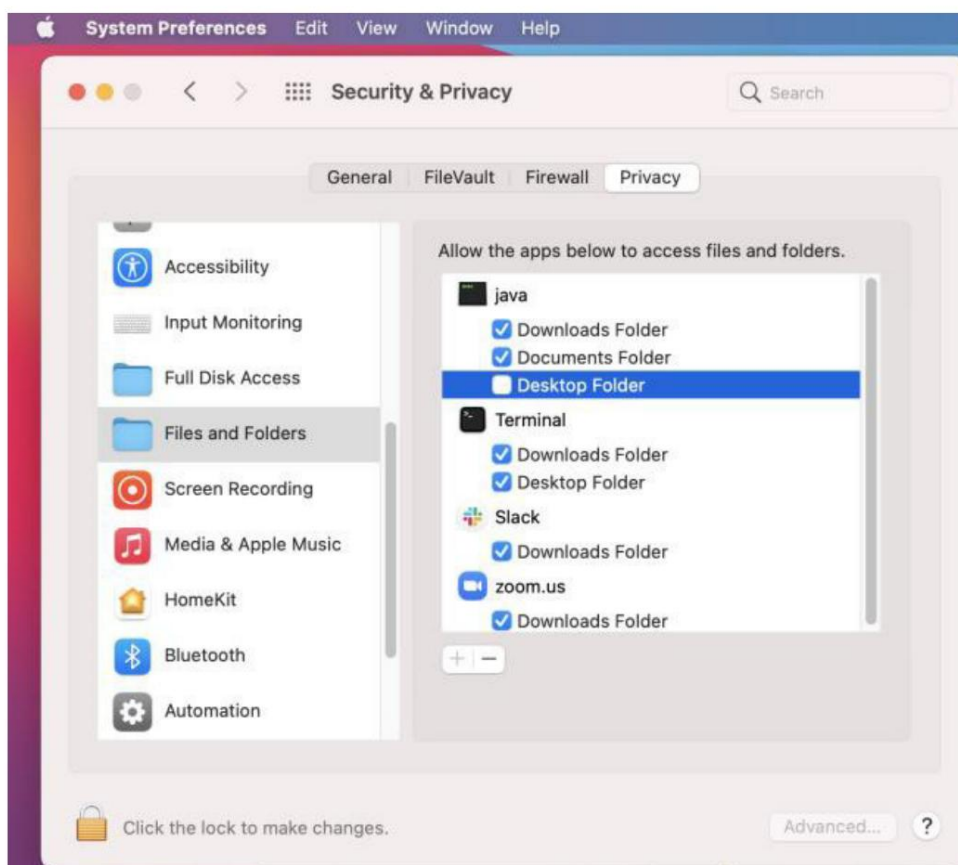 System Preferences Edit View Window Help
Security & Privacy
Search
General FileVault Firewall Privacy
Accessibility
Input Monitoring
Full Disk Access
Files and Folders
Screen Recording
Media & Apple Music
HomeKit
Bluetooth
Automation
Allow the apps below to access files and folders.
java
Downloads Folder
Documents Folder
Desktop Folder
Terminal
Downloads Folder
Desktop Folder
Slack
Downloads Folder
zoom.us
Downloads Folder
Click the lock to make changes.
Advanced... ?